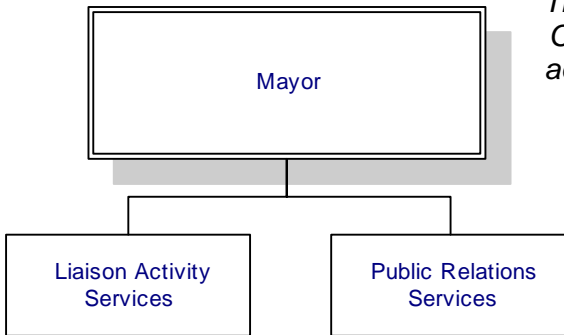 Mayor
Liaison Activity
Services
Public Relations
Services